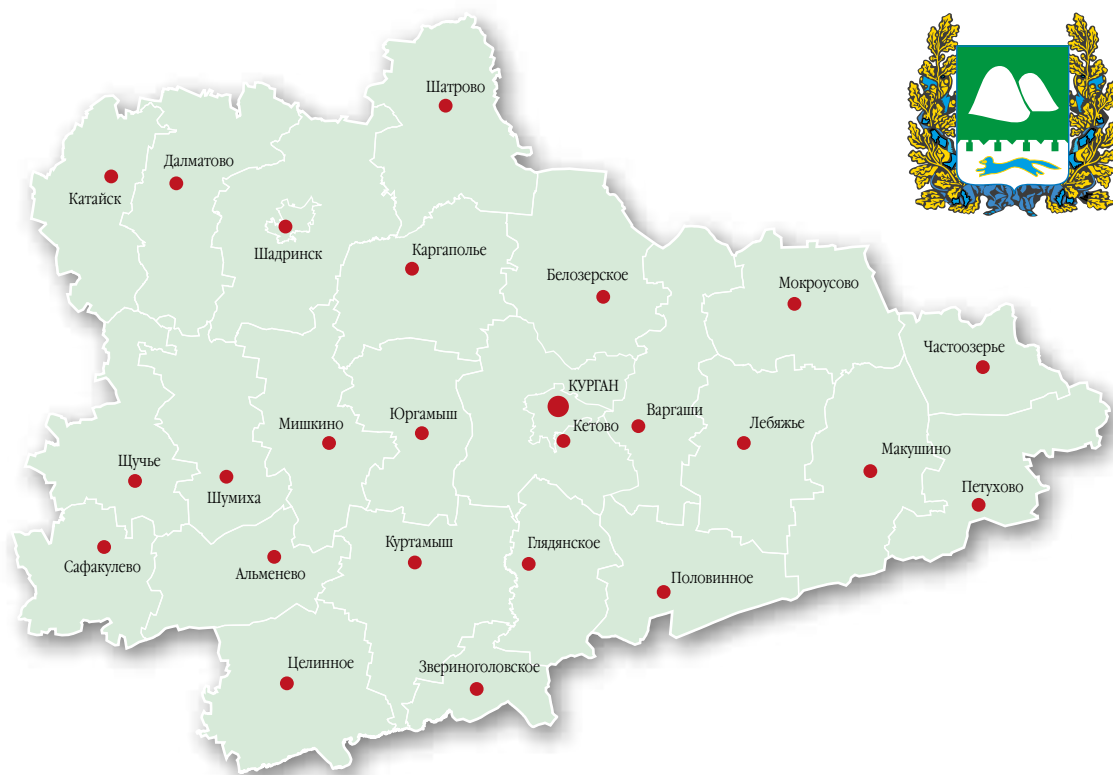 Шатрово
Далматово
Катайск
Шадринск
Каргаполье
Белозерское
Мокроусово
Частоозерье
КУРГАН
Юргамыш
Варгаши
Мишкино
Кетово
Лебяжье
Макушино
Щучье
Шумиха
Петухово
Куртамыш
Глядянское
Сафакулево
Альменево
Половинное
Целинное
Звериноголовское